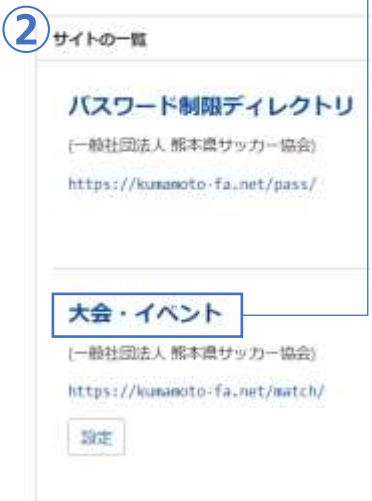 ②
サイトの一覧
パスワード制限ディレクトリ
(一般社団法人 熊本県サッカー協会)
https://kumamoto-fa.net/pass/
大会・イベント
(一般社団法人 熊本県サッカー協会)
https://kumamoto-fa.net/match/
設定